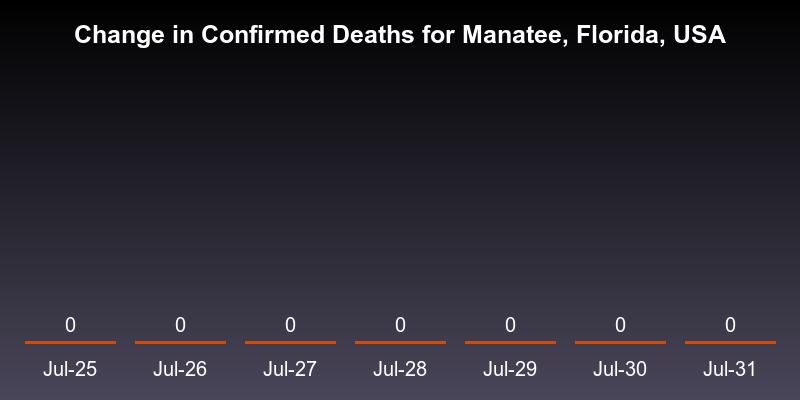 Change in Confirmed Deaths for Manatee, Florida, USA
0 0 0 0 0 0 0
Jul-25 Jul-26 Jul-27 Jul-28 Jul-29 Jul-30 Jul-31